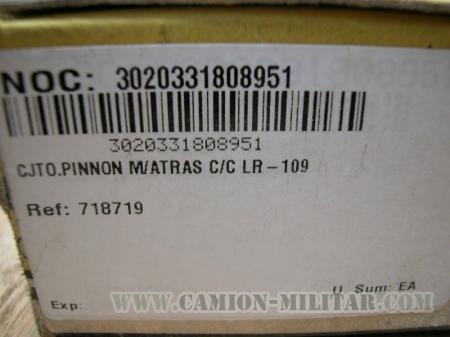 NOC: 3020331808951
3020331808951
CJTO.PINNON M/ATRAS C/C LR-109
Ref: 718719
U. Sum: EA
Exp:
WWW.CAMION-MILITAR.COM